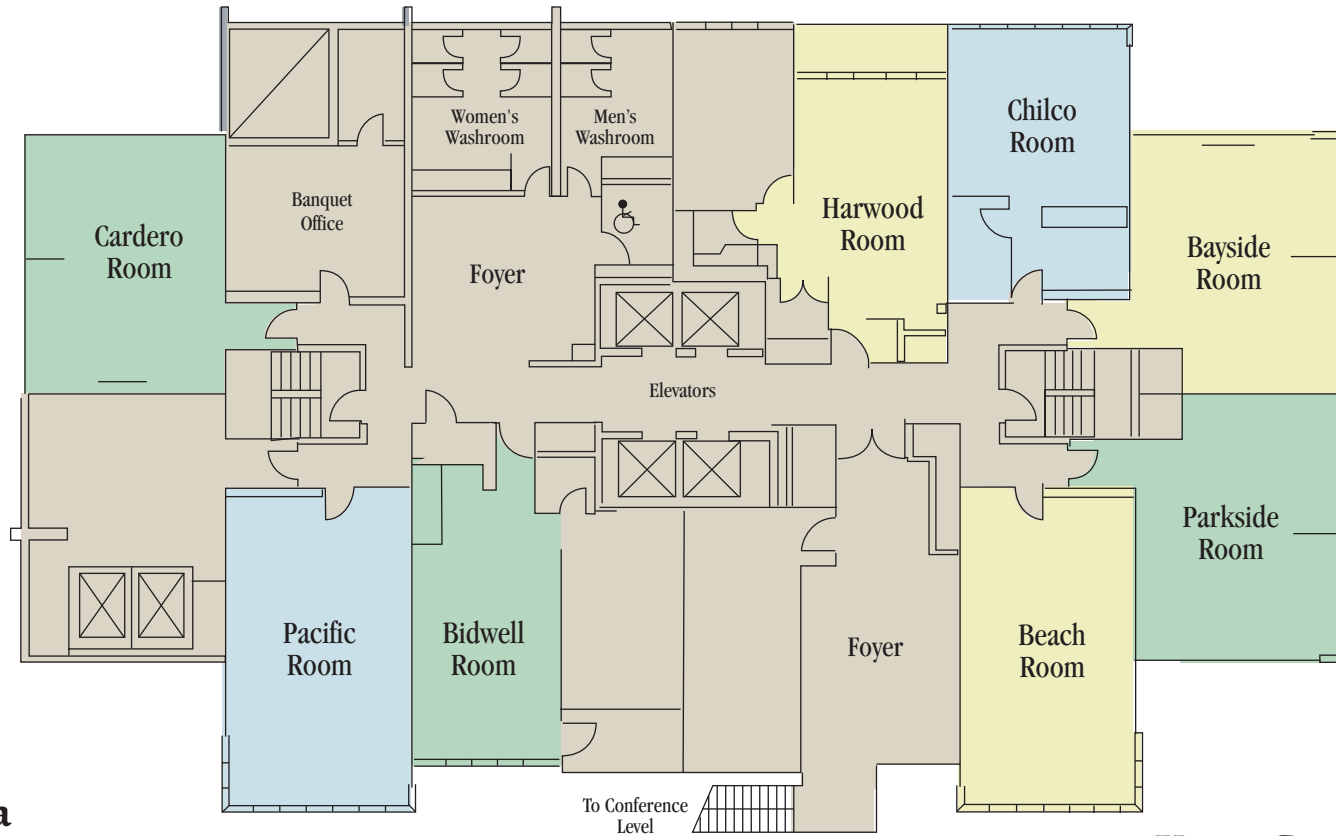 Women's
Washroom
Men's
Washroom
Chilco
Room
Banquet
Office
Cardero
Room
Harwood
Room
Bayside
Room
Foyer
Elevators
Parkside
Room
Pacific
Room
Bidwell
Room
Foyer
Beach
Room
To Conference
Level
a